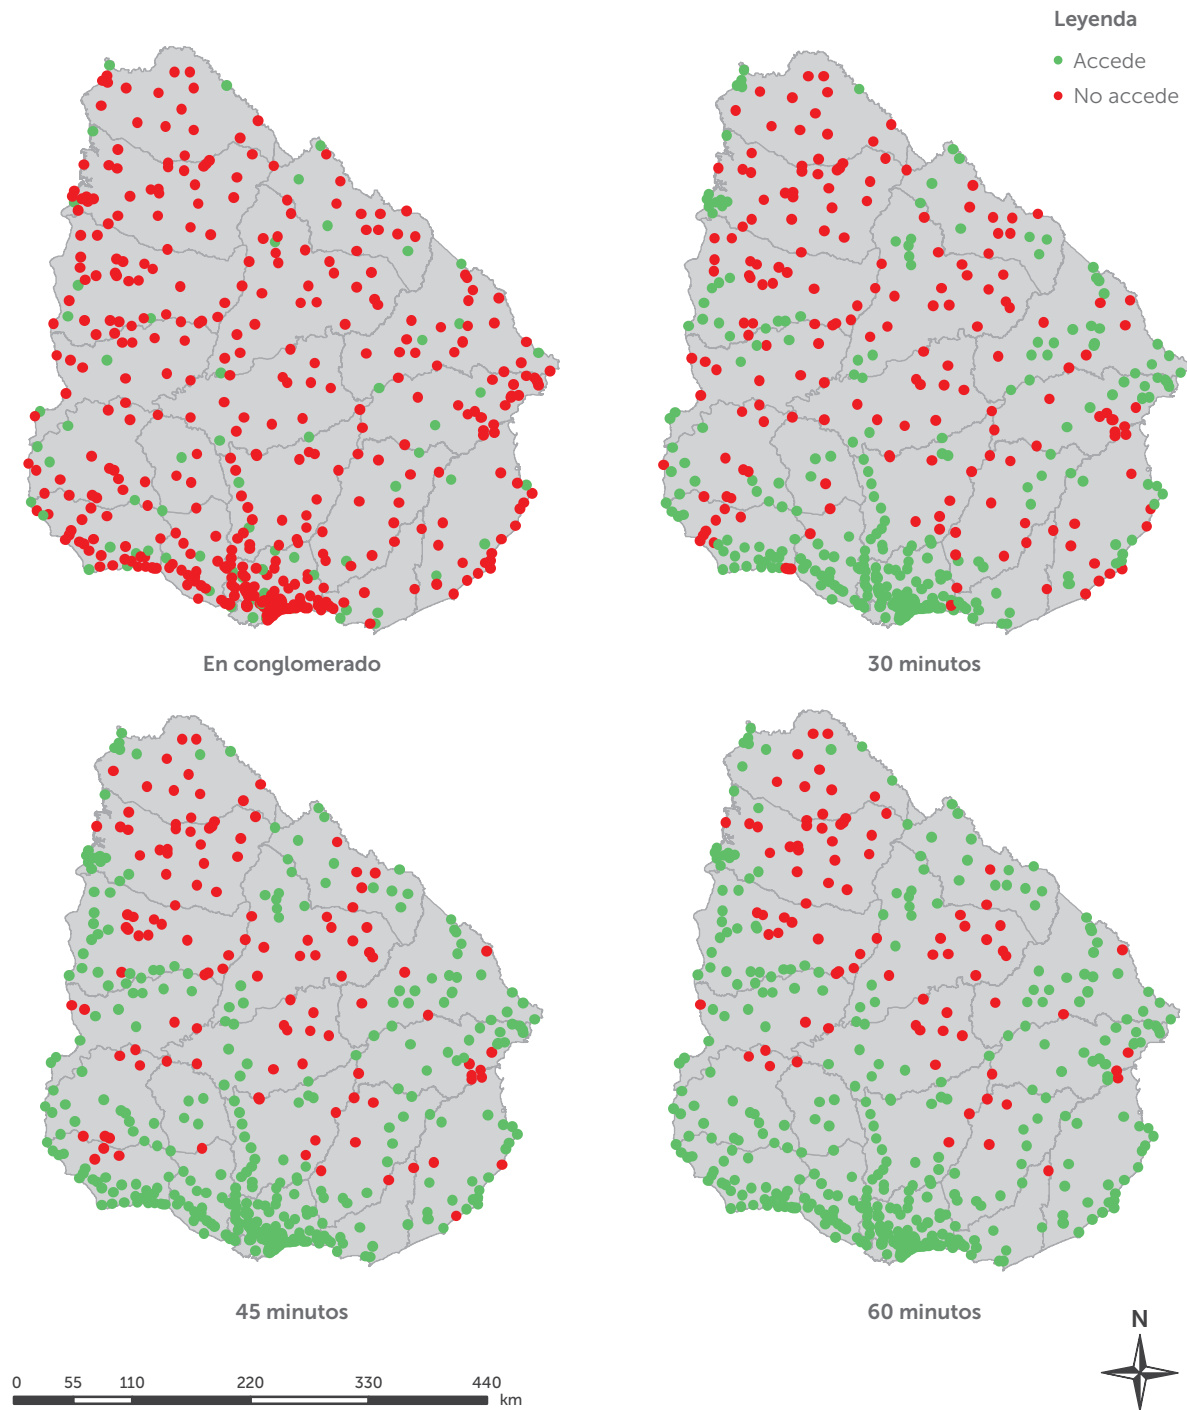 Leyenda
Accede
No accede
En conglomerado
30 minutos
45 minutos
60 minutos
N
0 55 110 220 330 440
km